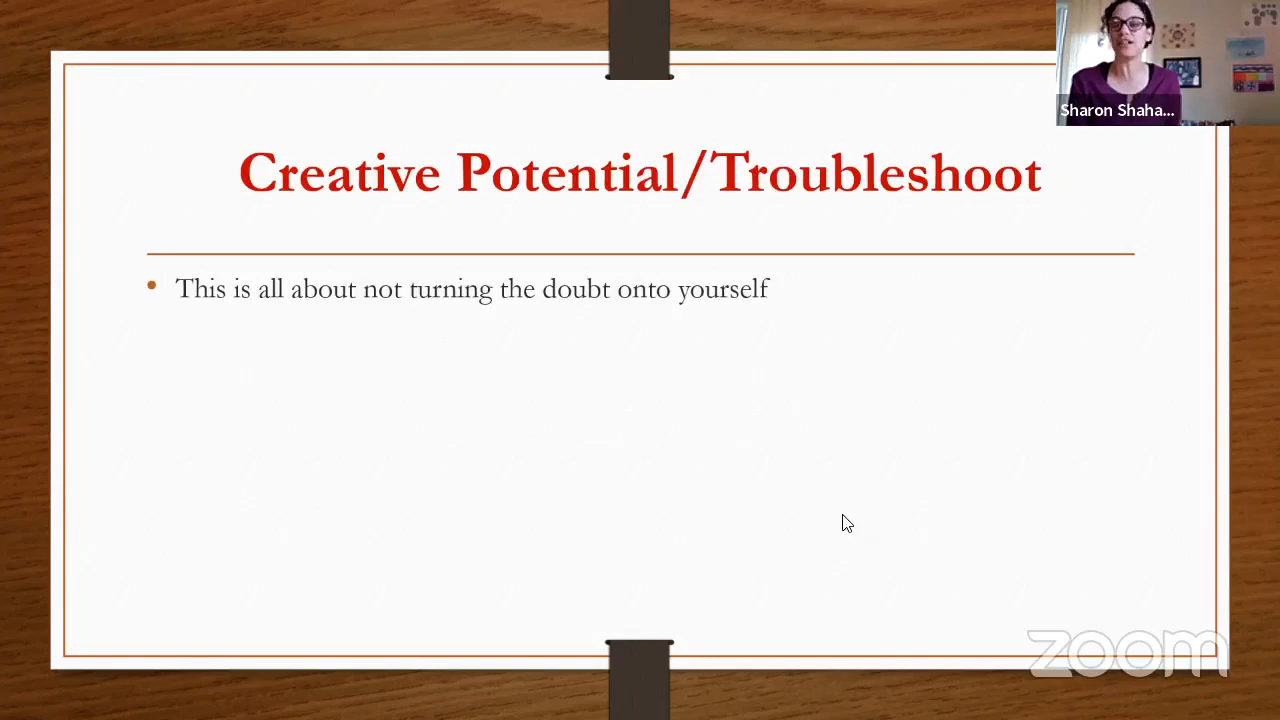 Sharon Shaha...
Creative Potential/Troubleshoot
• This is all about not turning the doubt onto yourself
zoom